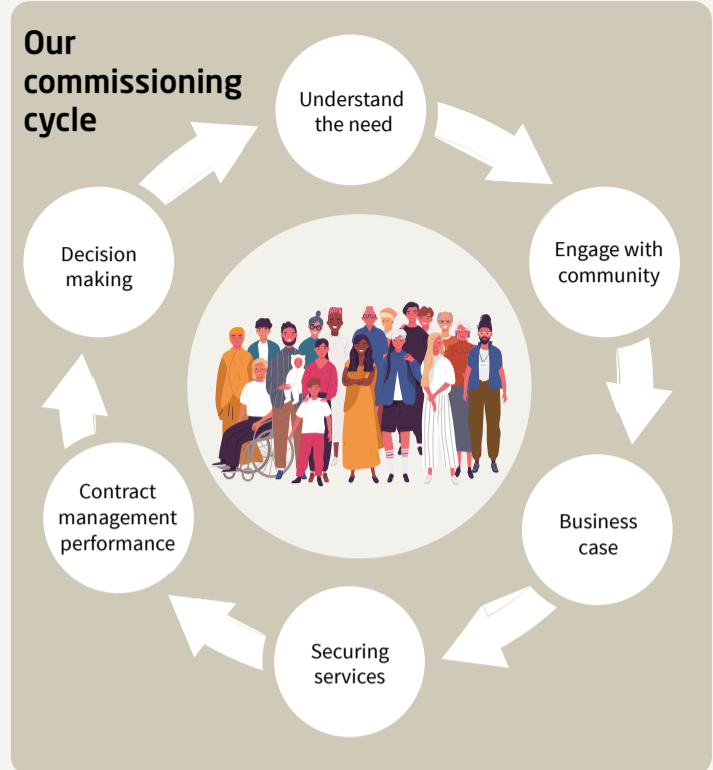 Our
commissioning
cycle
Understand
the need
Engage with
community
Business
case
Securing
services
Contract
management
performance
Decision
making